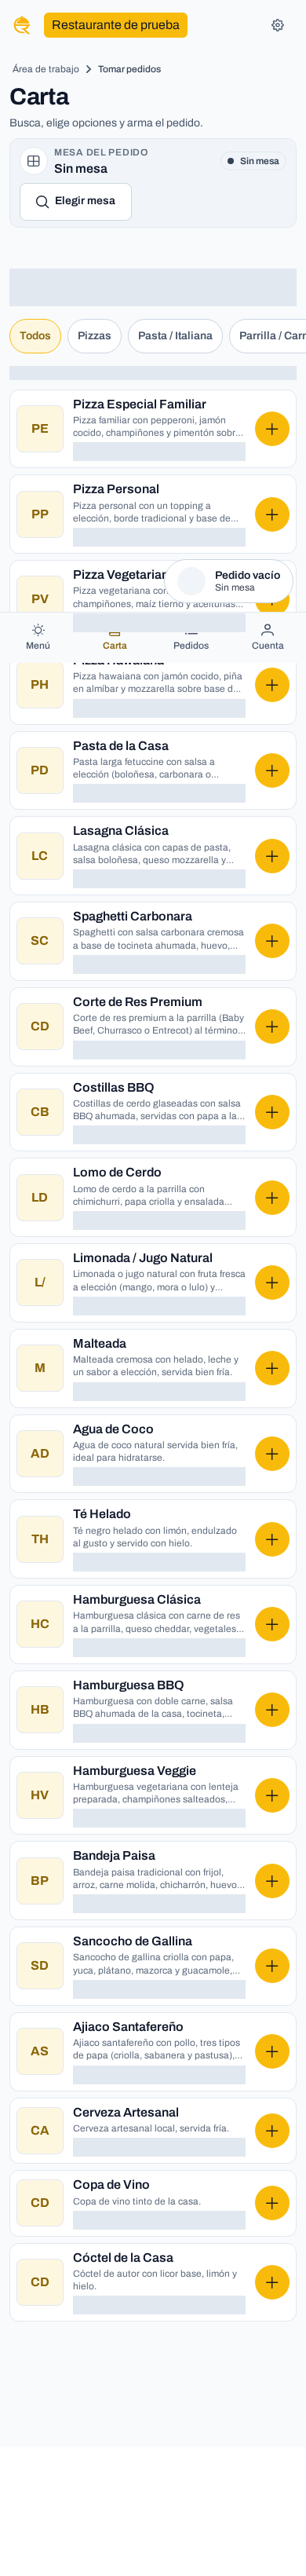 Restaurante de prueba
Área de trabajo > Tomar pedidos
Carta
Busca, elige opciones y arma el pedido.
MESA DEL PEDIDO
Sin mesa
Sin mesa
Elegir mesa
Todos Pizzas Pasta / Italiana Parrilla / Carn
PE
Pizza Especial Familiar
Pizza familiar con pepperoni, jamón
cocido, champiñones y pimentón sobr...
PP
Pizza Personal
Pizza personal con un topping a
elección, borde tradicional y base de...
PV
Pizza Vegetarian
Pizza vegetariana con
champiñones, maíz tierno y aceitunas
Pedido vacío
Sin mesa
Menú Carta Pedidos Cuenta
PH
Pizza Hawaiana
Pizza hawaiana con jamón cocido, piña
en almíbar y mozzarella sobre base d...
PD
Pasta de la Casa
Pasta larga fetuccine con salsa a
elección (boloñesa, carbonara o...
LC
Lasagna Clásica
Lasagna clásica con capas de pasta,
salsa boloñesa, queso mozzarella y...
SC
Spaghetti Carbonara
Spaghetti con salsa carbonara cremosa
a base de tocineta ahumada, huevo,...
CD
Corte de Res Premium
Corte de res premium a la parrilla (Baby
Beef, Churrasco o Entrecot) al término...
CB
Costillas BBQ
Costillas de cerdo glaseadas con salsa
BBQ ahumada, servidas con papa a la...
LD
Lomo de Cerdo
Lomo de cerdo a la parrilla con
chimichurri, papa criolla y ensalada...
L/
Limonada / Jugo Natural
Limonada o jugo natural con fruta fresca
a elección (mango, mora o lulo) y...
M
Malteada
Malteada cremosa con helado, leche y
un sabor a elección, servida bien fría.
AD
Agua de Coco
Agua de coco natural servida bien fría,
ideal para hidratarse.
TH
Té Helado
Té negro helado con limón, endulzado
al gusto y servido con hielo.
HC
Hamburguesa Clásica
Hamburguesa clásica con carne de res
a la parrilla, queso cheddar, vegetales...
HB
Hamburguesa BBQ
Hamburguesa con doble carne, salsa
BBQ ahumada de la casa, tocineta,...
HV
Hamburguesa Veggie
Hamburguesa vegetariana con lenteja
preparada, champiñones salteados,...
BP
Bandeja Paisa
Bandeja paisa tradicional con frijol,
arroz, carne molida, chicharrón, huevo...
SD
Sancocho de Gallina
Sancocho de gallina criolla con papa,
yuca, plátano, mazorca y guacamole,...
AS
Ajiaco Santafereño
Ajiaco santafereño con pollo, tres tipos
de papa (criolla, sabanera y pastusa),...
CA
Cerveza Artesanal
Cerveza artesanal local, servida fría.
CD
Copa de Vino
Copa de vino tinto de la casa.
CD
Cóctel de la Casa
Cóctel de autor con licor base, limón y
hielo.